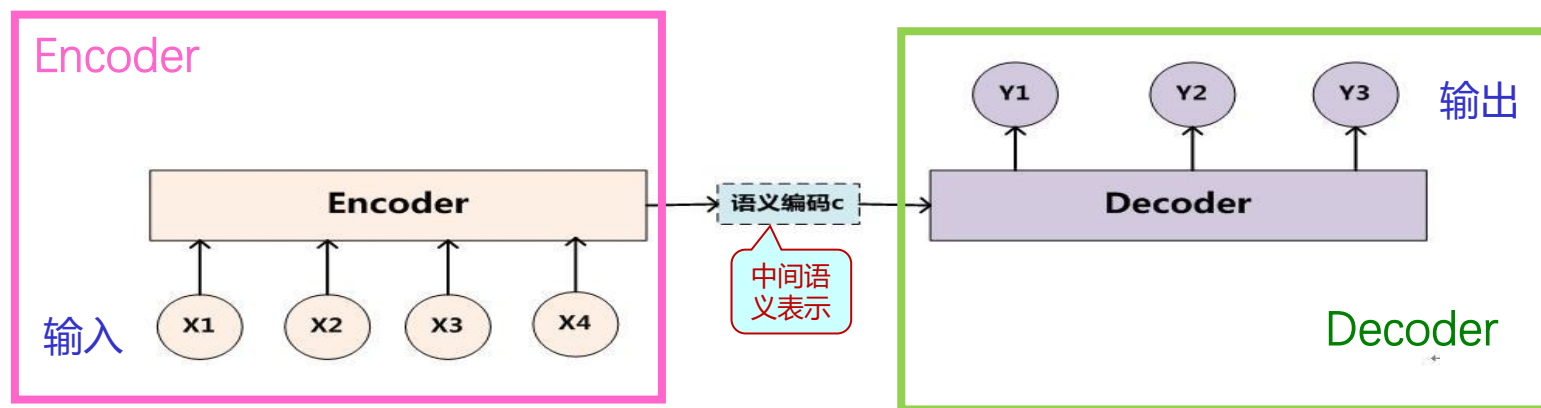 Encoder
Y1
Y2
Y3
输出
Encoder
语义编码c
Decoder
中间语
义表示
输入
X1
X2
X3
X4
Decoder